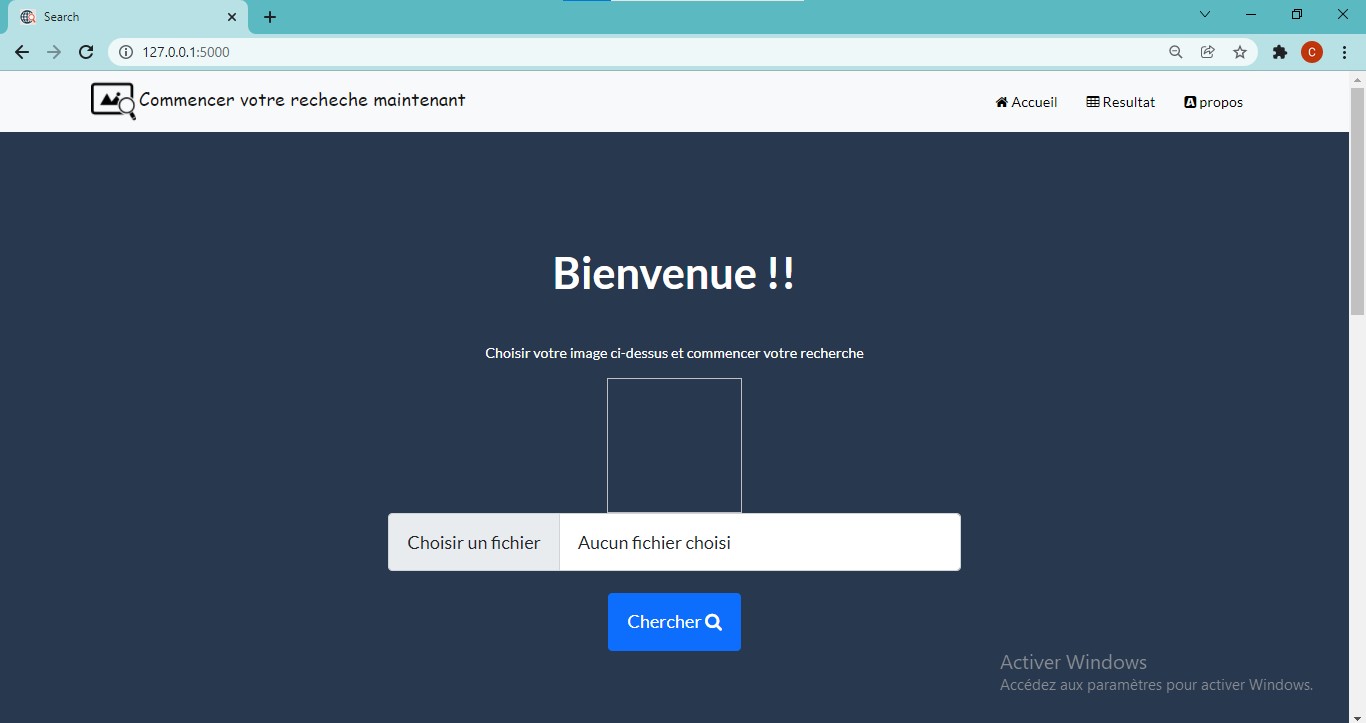 Search
127.0.0.1:5000
C
Commencer votre recheche maintenant
Accueil
Resultat
A propos
Bienvenue !!
Choisir votre image ci-dessus et commencer votre recherche
Choisir un fichier
Aucun fichier choisi
Chercher
Activer Windows
Accédez aux paramètres pour activer Windows.